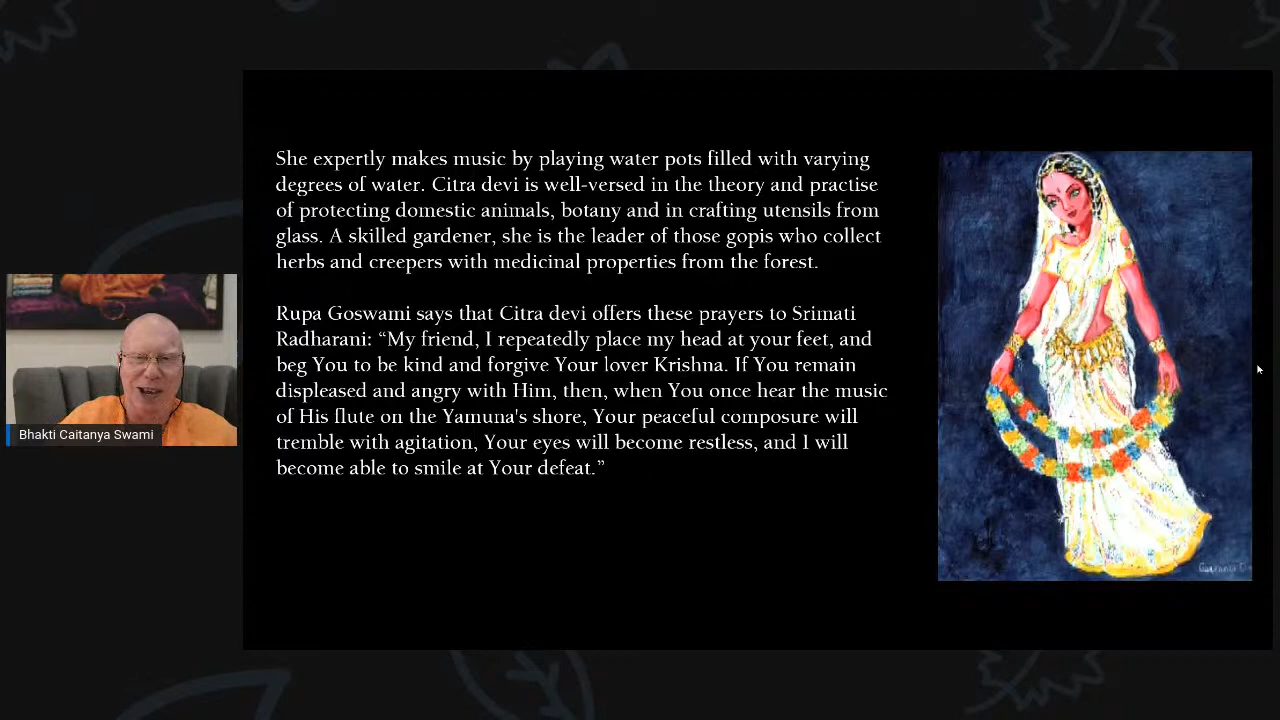 She expertly makes music by playing water pots filled with varying
degrees of water. Citra devi is well-versed in the theory and practise
of protecting domestic animals, botany and in crafting utensils from
glass. A skilled gardener, she is the leader of those gopis who collect
herbs and creepers with medicinal properties from the forest.
Rupa Goswami says that Citra devi offers these prayers to Srimati
Radharani: “My friend, I repeatedly place my head at your feet, and
beg You to be kind and forgive Your lover Krishna. If You remain
displeased and angry with Him, then, when You once hear the music
of His flute on the Yamuna's shore, Your peaceful composure will
tremble with agitation, Your eyes will become restless, and I will
become able to smile at Your defeat.”
Bhakti Caitanya Swami